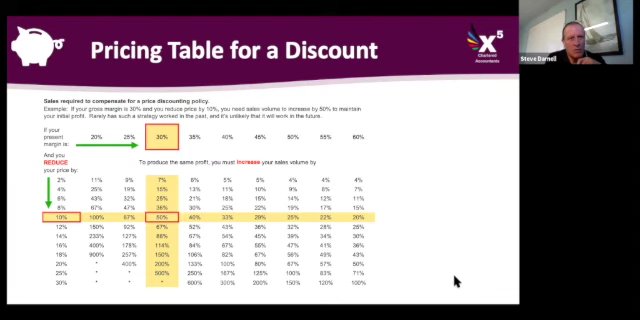 Pricing Table for a Discount
X5
Chartered
Accountants
Steve Darnell
Sales required to compensate for a price discounting policy.
Example: If your gross margin is 30% and you reduce price by 10%, you need sales volume to increase by 50% to maintain
your initial profit. Rarely has such a strategy worked in the past, and it's unlikely that it will work in the future.
If your
present
margin is:
20% 25% 30% 35% 40% 45% 50% 55% 60%
And you
REDUCE
your price by:
To produce the same profit, you must increase your sales volume by
2% 11% 9% 7% 6% 5% 5% 4% 4% 4%
4% 25% 19% 15% 13% 11% 10% 9% 8% 7%
6% 43% 32% 25% 21% 18% 15% 14% 12% 11%
8% 67% 47% 36% 30% 25% 22% 19% 17% 15%
10% 100% 67% 50% 40% 33% 29% 25% 22% 20%
12% 150% 92% 67% 52% 43% 36% 32% 28% 25%
14% 233% 127% 88% 67% 54% 45% 39% 34% 30%
16% 400% 178% 114% 84% 67% 55% 47% 41% 36%
18% 900% 257% 150% 106% 82% 67% 56% 49% 43%
20% * 400% 200% 133% 100% 80% 67% 57% 50%
25% * * 500% 250% 167% 125% 100% 83% 71%
30% * * * 600% 300% 200% 150% 120% 100%